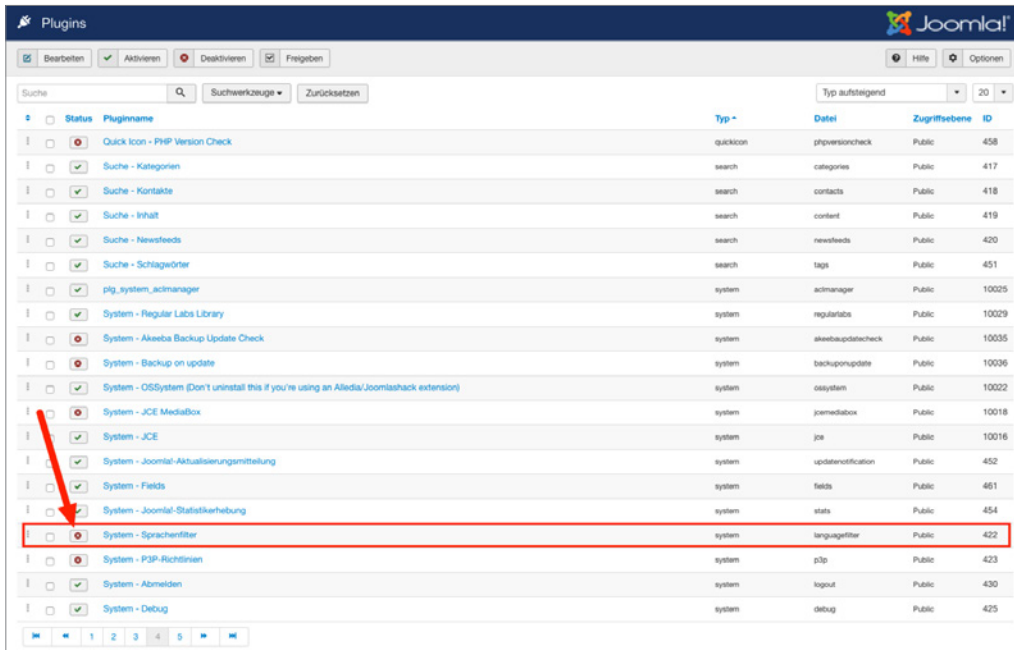 Plugins
Joomla!
Bearbeiten Aktivieren Deaktivieren Freigeben Hilfe Optionen
Suche Suchwerkzeuge Zurücksetzen Typ aufsteigend 20
Status Pluginname Typ Datei Zugriffsebene ID
Quick Icon - PHP Version Check quickicon phpversioncheck Public 458
Suche - Kategorien search categories Public 417
Suche - Kontakte search contacts Public 418
Suche - Inhalt search content Public 419
Suche - Newsfeeds search newsfeeds Public 420
Suche - Schlagwörter search tags Public 451
plg_system_aclmanager system aclmanager Public 10025
System - Regular Labs Library system regularlabs Public 10029
System - Akeeba Backup Update Check system akeebaupdatecheck Public 10035
System - Backup on update system backuponupdate Public 10036
System - OSSystem (Don't uninstall this if you're using an Alledia/Joomlashack extension) system ossystem Public 10022
System - JCE MediaBox system jcemediabox Public 10018
System - JCE system jce Public 10016
System - Joomla!-Aktualisierungsmitteilung system updatenotification Public 452
System - Fields system fields Public 461
System - Joomla!-Statistikerhebung system stats Public 454
System - Sprachenfilter system languagefilter Public 422
System - P3P-Richtlinien system p3p Public 423
System - Abmelden system logout Public 430
System - Debug system debug Public 425
1 2 3 4 5